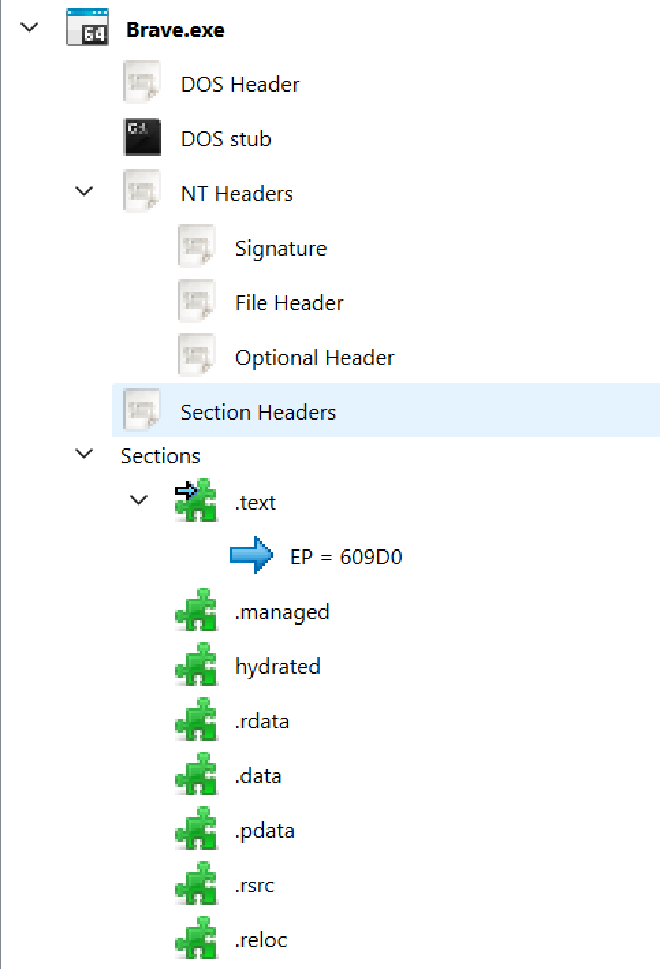 64
Brave.exe
DOS Header
C:\
DOS stub
NT Headers
Signature
File Header
Optional Header
Section Headers
Sections
.text
EP = 609D0
.managed
hydrated
.rdata
.data
.pdata
.rsrc
.reloc